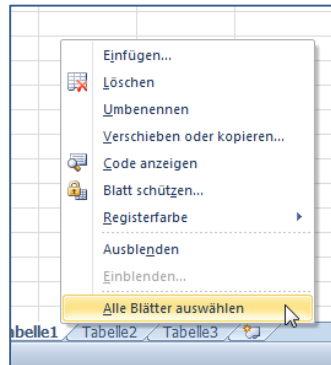 Einfügen...
Löschen
Umbenennen
Verschieben oder kopieren...
Code anzeigen
Blatt schützen...
Registerfarbe
Ausblenden
Einblenden...
Alle Blätter auswählen
abelle1 Tabelle2 Tabelle3